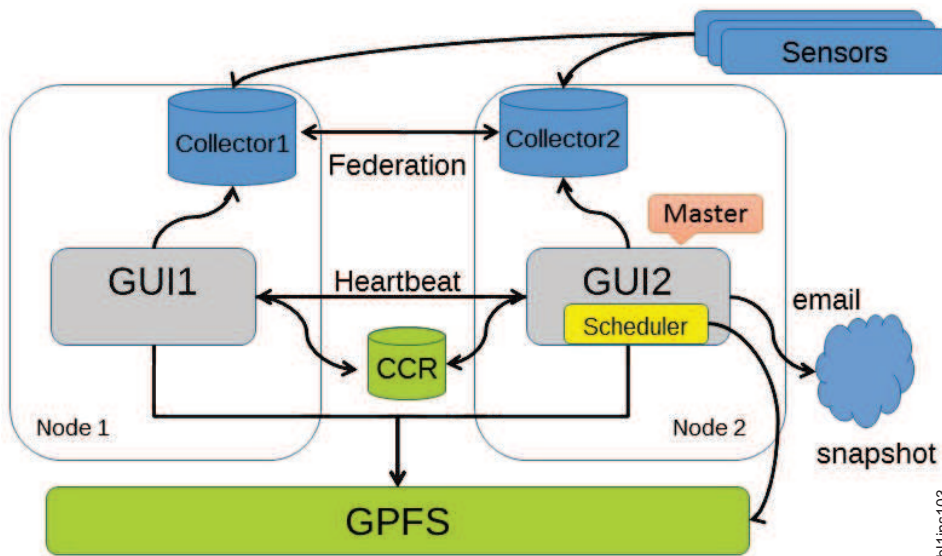 Sensors
Collector1
Collector2
Federation
Master
GUI1
Heartbeat
GUI2
email
Scheduler
CCR
Node 1
Node 2
snapshot
GPFS